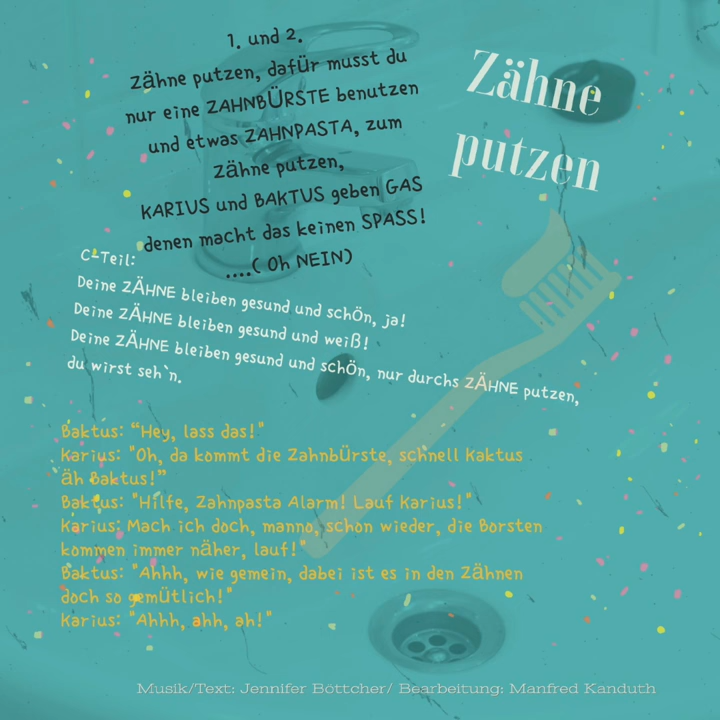 Zähne
putzen
1. und 2.
Zähne putzen, dafür musst du
nur eine ZAHNBÜRSTE benutzen
und etwas ZAHNPASTA, zum
Zähne putzen,
KARIUS und BAKTUS geben GAS
denen macht das keinen SPASS!
....( Oh NEIN)
C-Teil:
Deine ZÄHNE bleiben gesund und schön, ja!
Deine ZÄHNE bleiben gesund und weiß!
Deine ZÄHNE bleiben gesund und schön, nur durchs ZÄHNE putzen,
du wirst seh`n.
Baktus: “Hey, lass das!"
Karius: "Oh, da kommt die Zahnbürste, schnell Kaktus
äh Baktus!”
Baktus: "Hilfe, Zahnpasta Alarm! Lauf Karius!"
Karius: Mach ich doch, manno, schon wieder, die Borsten
kommen immer näher, lauf!"
Baktus: "Ahhh, wie gemein, dabei ist es in den Zähnen
doch so gemütlich!"
Karius: "Ahhh, ahh, ah!"
Musik/Text: Jennifer Böttcher/ Bearbeitung: Manfred Kanduth